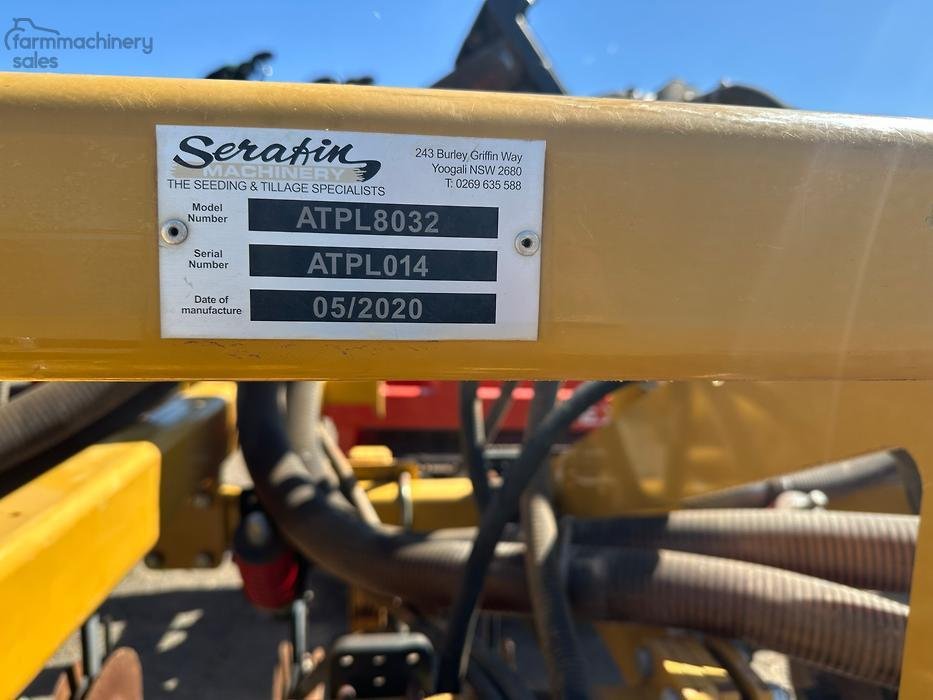 farmmachinery
sales
Serafin
MACHINERY
THE SEEDING & TILLAGE SPECIALISTS
243 Burley Griffin Way
Yoogali NSW 2680
T: 0269 635 588
Model
Number
ATPL8032
Serial
Number
ATPL014
Date of
manufacture
05/2020